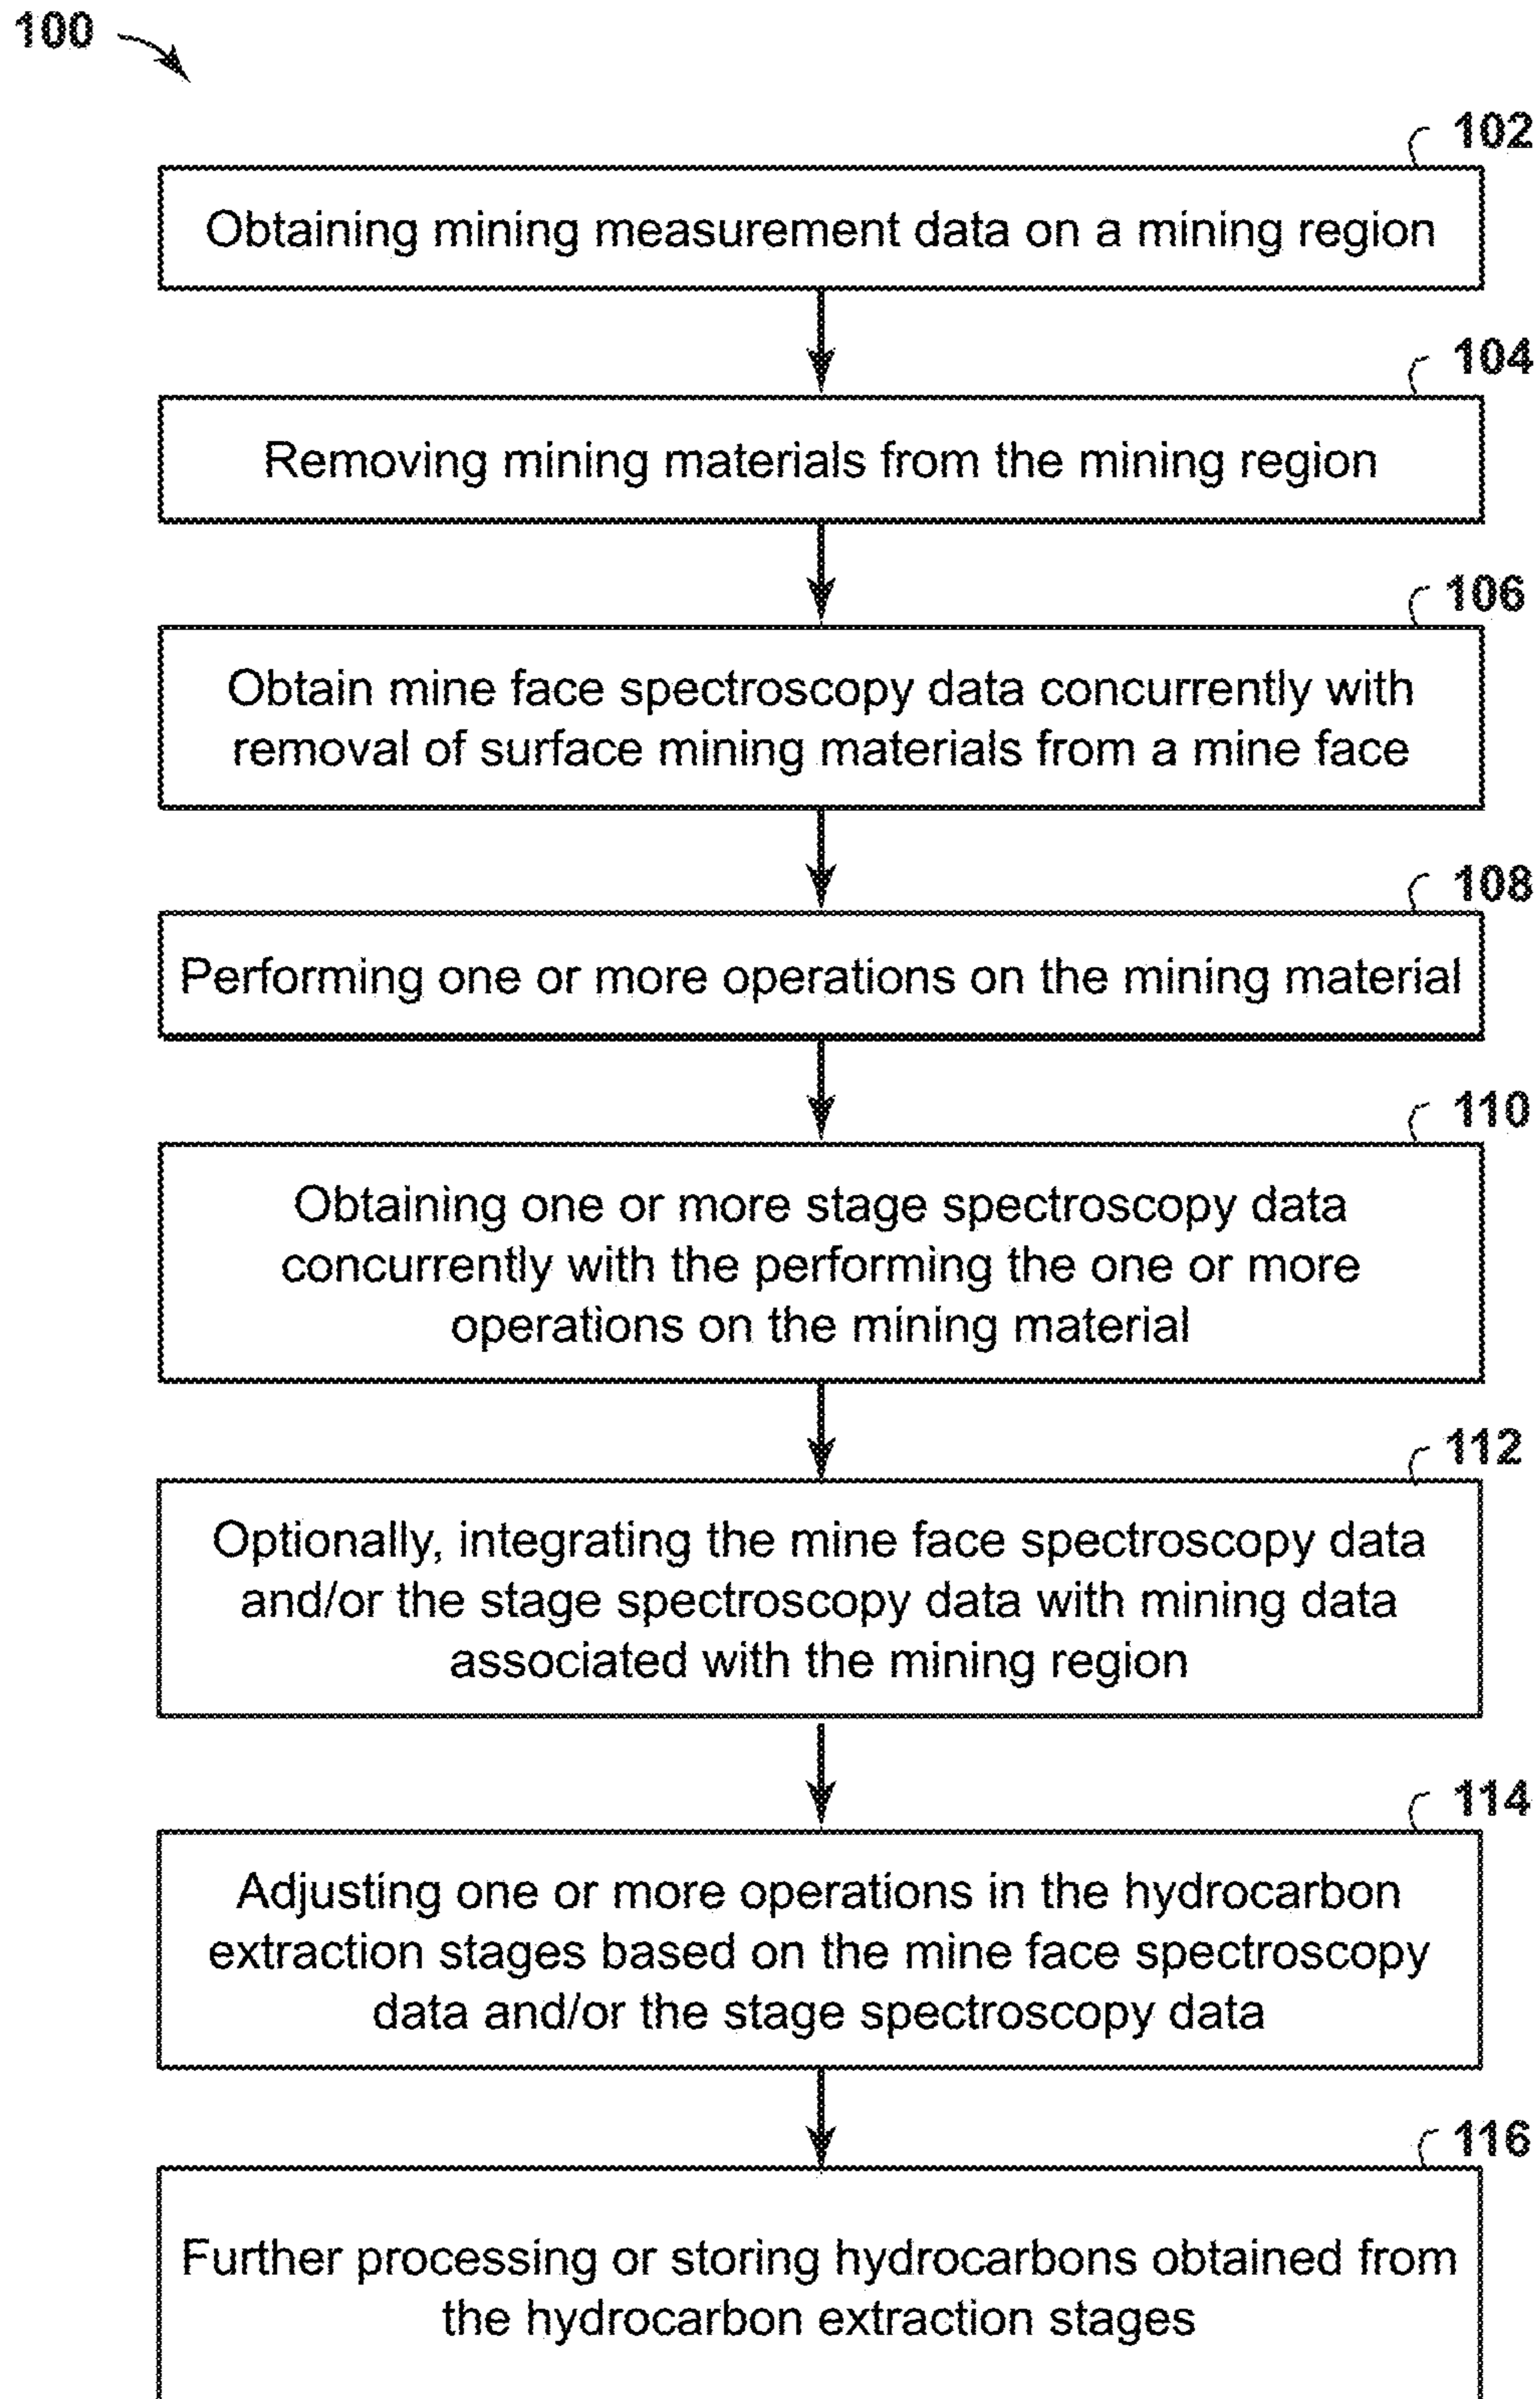 100
102
Obtaining mining measurement data on a mining region
104
Removing mining materials from the mining region
106
Obtain mine face spectroscopy data concurrently with
removal of surface mining materials from a mine face
108
Performing one or more operations on the mining material
110
Obtaining one or more stage spectroscopy data
concurrently with the performing the one or more
operations on the mining material
112
Optionally, integrating the mine face spectroscopy data
and/or the stage spectroscopy data with mining data
associated with the mining region
114
Adjusting one or more operations in the hydrocarbon
extraction stages based on the mine face spectroscopy
data and/or the stage spectroscopy data
116
Further processing or storing hydrocarbons obtained from
the hydrocarbon extraction stages